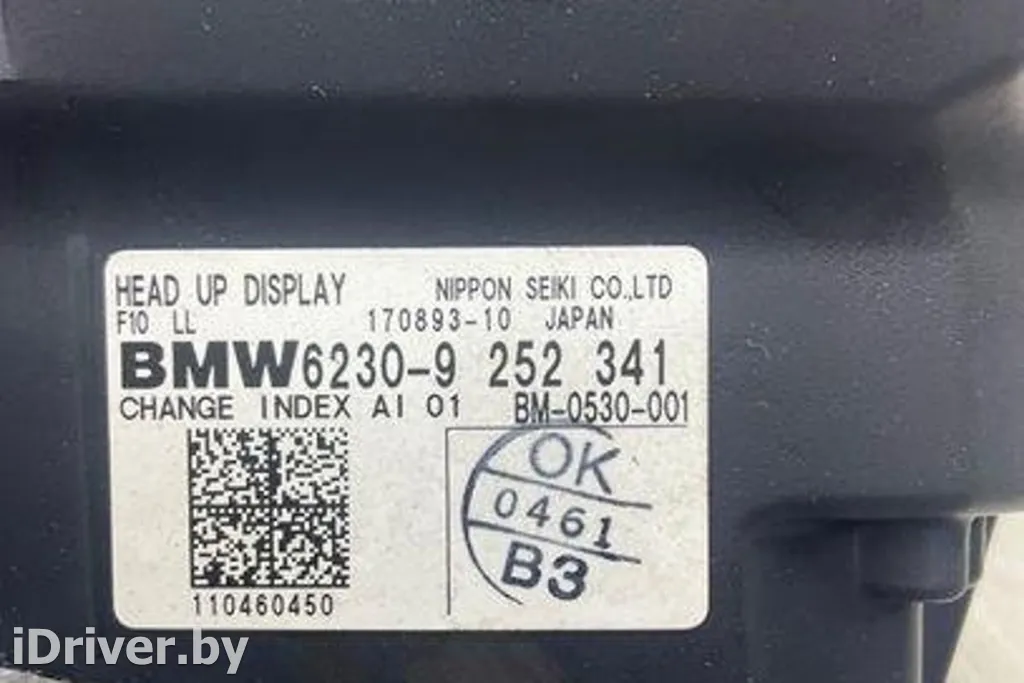 HEAD UP DISPLAY NIPPON SEIKI CO.,LTD
F10 LL 170893-10 JAPAN
BMW6230-9 252 341
CHANGE INDEX AI 01 BM-0530-001
OK
0461
B3
110460450
iDriver.by